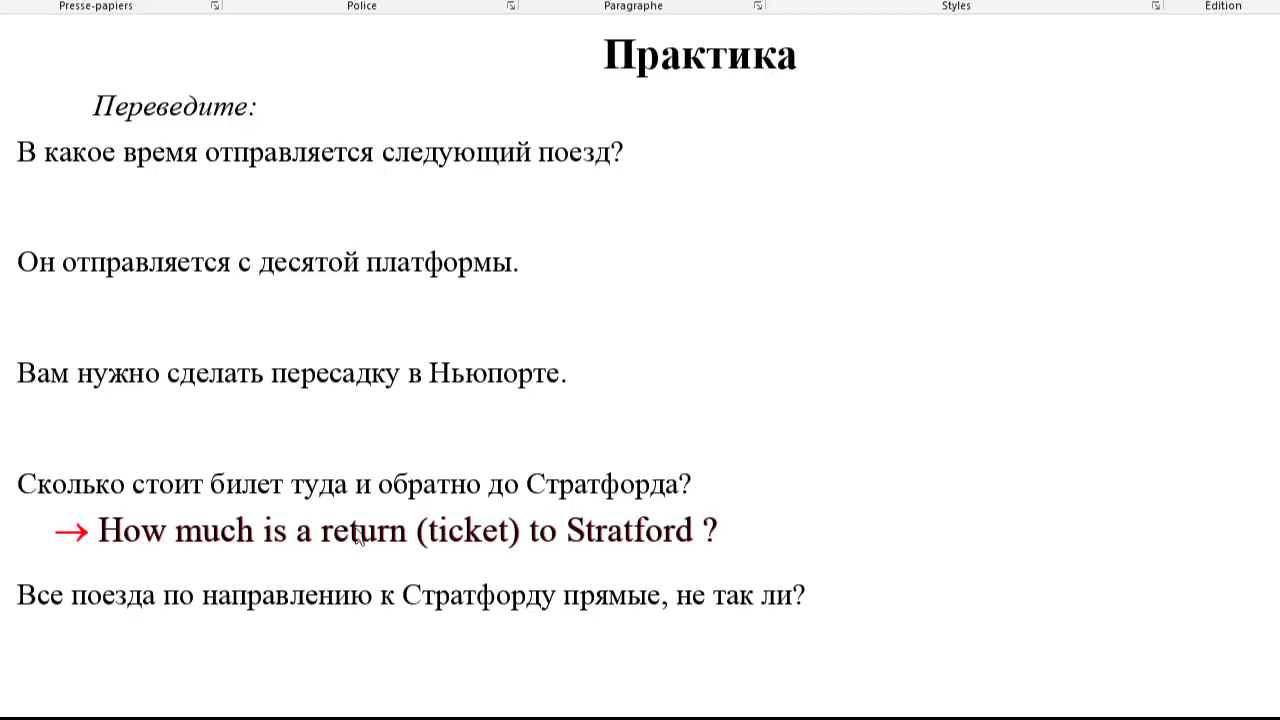 Presse-papiers Police Paragraphe Styles Edition
Практика
Переведите:
В какое время отправляется следующий поезд?
Он отправляется с десятой платформы.
Вам нужно сделать пересадку в Ньюпорте.
Сколько стоит билет туда и обратно до Стратфорда?
→ How much is a return (ticket) to Stratford ?
Все поезда по направлению к Стратфорду прямые, не так ли?